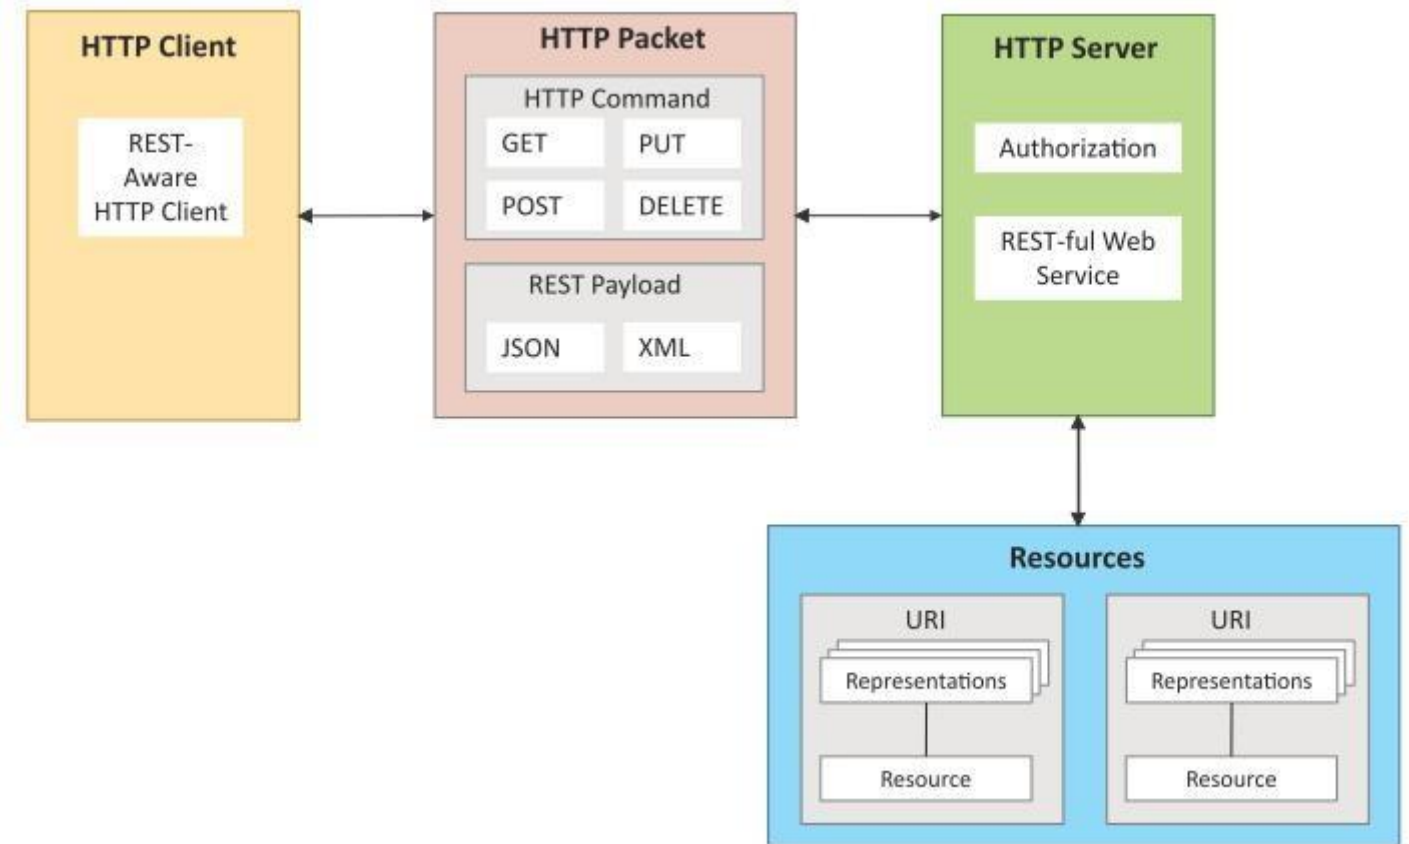 HTTP Client
REST-
Aware
HTTP Client
HTTP Packet
HTTP Command
GET
PUT
POST
DELETE
REST Payload
JSON
XML
HTTP Server
Authorization
REST-ful Web
Service
Resources
URI
Representations
Resource
URI
Representations
Resource